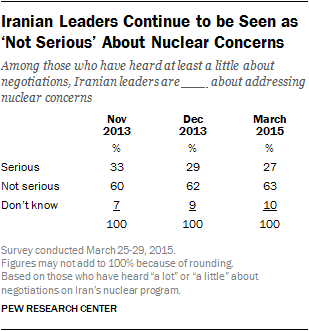 Iranian Leaders Continue to be Seen as
‘Not Serious’ About Nuclear Concerns
Among those who have heard at least a little about
negotiations, Iranian leaders are ____ about addressing
nuclear concerns
Nov Dec March
2013 2013 2015
% % %
Serious 33 29 27
Not serious 60 62 63
Don’t know 7 9 10
100 100 100
Survey conducted March 25-29, 2015.
Figures may not add to 100% because of rounding.
Based on those who have heard “a lot” or “a little” about
negotiations on Iran’s nuclear program.
PEW RESEARCH CENTER